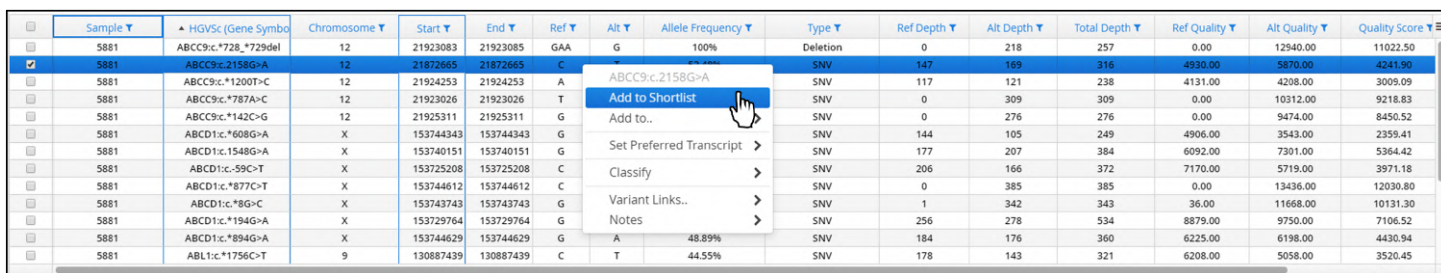 Sample HGVSc (Gene Symbo Chromosome Start End Ref Alt Allele Frequency Type Ref Depth Alt Depth Total Depth Ref Quality Alt Quality Quality Score
5881 ABCC9:c.*728_*729del 12 21923083 21923085 GAA G 100% Deletion 0 218 257 0.00 12940.00 11022.50
5881 ABCC9:c.2158G>A 12 21872665 21872665 C SNV 147 169 316 4930.00 5870.00 4241.90
5881 ABCC9:c.*1200T>C 12 21924253 21924253 A SNV 117 121 238 4131.00 4208.00 3009.09
5881 ABCC9:c.*787A>C 12 21923026 21923026 T SNV 0 309 309 0.00 10312.00 9218.83
5881 ABCC9:c.*142C>G 12 21925311 21925311 G SNV 0 276 276 0.00 9474.00 8450.52
5881 ABCD1:c.*608G>A X 153744343 153744343 G SNV 144 105 249 4906.00 3543.00 2359.41
5881 ABCD1:c.1548G>A X 153740151 153740151 G SNV 177 207 384 6092.00 7301.00 5364.42
5881 ABCD1:c.-59C>T X 153725208 153725208 C SNV 206 166 372 7170.00 5719.00 3971.18
5881 ABCD1:c.*877C>T X 153744612 153744612 C SNV 0 385 385 0.00 13436.00 12030.80
5881 ABCD1:c.*8G>C X 153743743 153743743 G SNV 1 342 343 36.00 11668.00 10131.30
5881 ABCD1:c.*194G>A X 153729764 153729764 G SNV 256 278 534 8879.00 9750.00 7106.52
5881 ABCD1:c.*894G>A X 153744629 153744629 G A 48.89% SNV 184 176 360 6225.00 6198.00 4430.94
5881 ABL1:c.*1756C>T 9 130887439 130887439 C T 44.55% SNV 178 143 321 6208.00 5058.00 3520.45
ABCC9:c.2158G>A
Add to Shortlist
Add to..
Set Preferred Transcript
Classify
Variant Links..
Notes